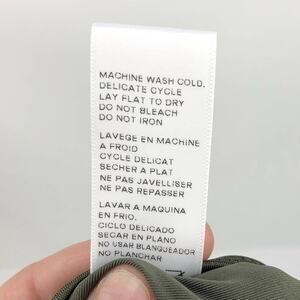 MACHINE WASH COLD,
DELICATE CYCLE
LAY FLAT TO DRY
DO NOT BLEACH
DO NOT IRON
LAVEGE EN MACHINE
A FROID
CYCLE DELICAT
SECHER A PLAT
NE PAS JAVELLISER
NE PAS REPASSER
LAVAR A MAQUINA
EN FRIO.
CICLO DELICADO
SECAR EN PLANO
NO USAR BLANQUEADOR
NO PLANCHAR